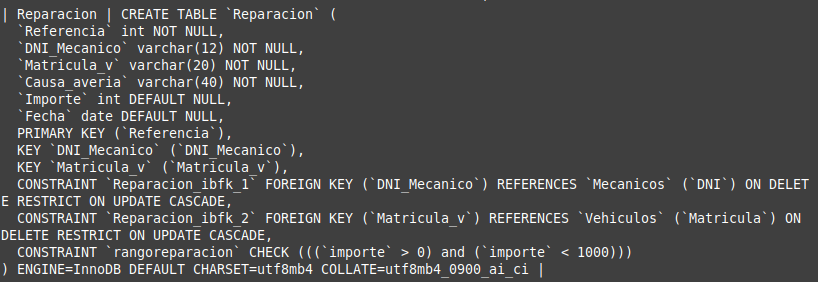 | Reparacion | CREATE TABLE `Reparacion` (
  `Referencia` int NOT NULL,
  `DNI_Mecanico` varchar(12) NOT NULL,
  `Matricula_v` varchar(20) NOT NULL,
  `Causa_averia` varchar(40) NOT NULL,
  `Importe` int DEFAULT NULL,
  `Fecha` date DEFAULT NULL,
  PRIMARY KEY (`Referencia`),
  KEY `DNI_Mecanico` (`DNI_Mecanico`),
  KEY `Matricula_v` (`Matricula_v`),
  CONSTRAINT `Reparacion_ibfk_1` FOREIGN KEY (`DNI_Mecanico`) REFERENCES `Mecanicos` (`DNI`) ON DELET
E RESTRICT ON UPDATE CASCADE,
  CONSTRAINT `Reparacion_ibfk_2` FOREIGN KEY (`Matricula_v`) REFERENCES `Vehiculos` (`Matricula`) ON
DELETE RESTRICT ON UPDATE CASCADE,
  CONSTRAINT `rangoreparacion` CHECK (((`importe` > 0) and (`importe` < 1000)))
) ENGINE=InnoDB DEFAULT CHARSET=utf8mb4 COLLATE=utf8mb4_0900_ai_ci |